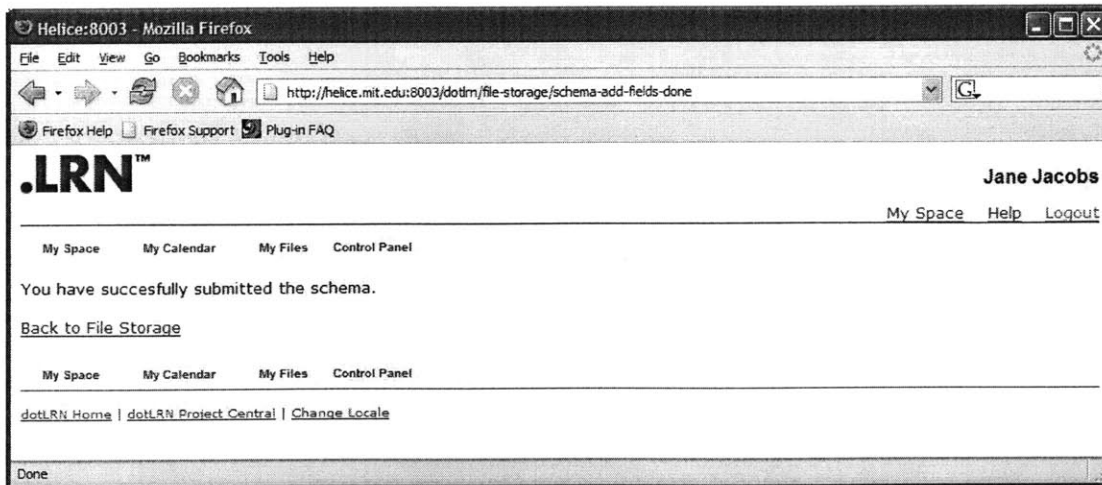 Helice:8003 - Mozilla Firefox
File Edit View Go Bookmarks Tools Help
http://helice.mit.edu:8003/dotlrn/file-storage/schema-add-fields-done G
Firefox Help Firefox Support Plug-in FAQ
.LRN™
Jane Jacobs
My Space Help Logout
My Space My Calendar My Files Control Panel
You have succesfully submitted the schema.
Back to File Storage
My Space My Calendar My Files Control Panel
dotLRN Home | dotLRN Project Central | Change Locale
Done